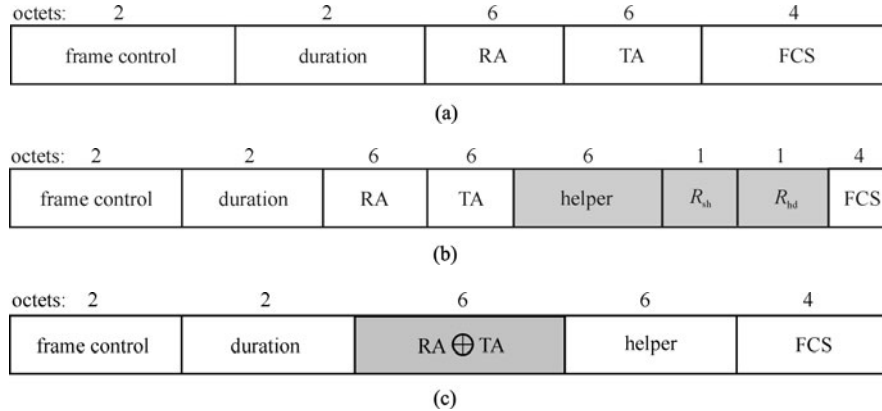 octets: 2 2 6 6 4
frame control duration RA TA FCS
(a)
octets: 2 2 6 6 6 1 1 4
frame control duration RA TA helper R_sh R_hd FCS
(b)
octets: 2 2 6 6 4
frame control duration RA ⊕ TA helper FCS
(c)